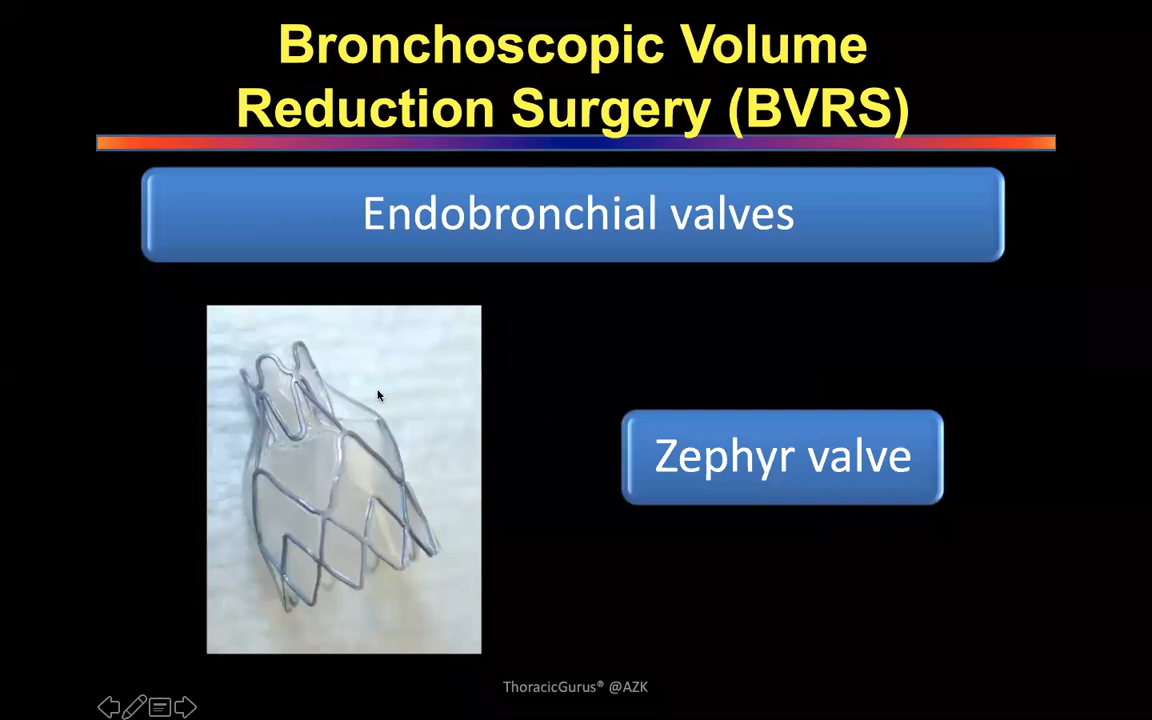 Bronchoscopic Volume
Reduction Surgery (BVRS)
Endobronchial valves
Zephyr valve
ThoracicGurus® @AZK